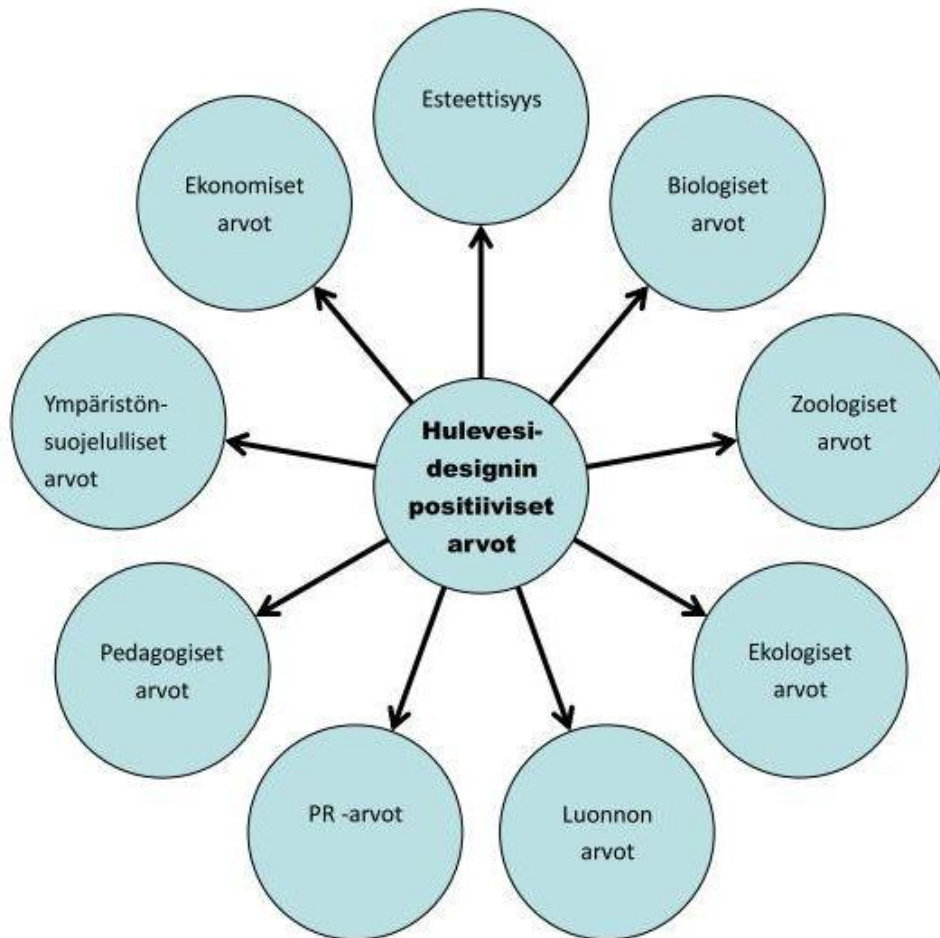 Esteettisyys
Ekonomiset
arvot
Biologiset
arvot
Ympäristön-
suojelulliset
arvot
Zoologiset
arvot
Hulevesi-
designin
positiiviset
arvot
Pedagogiset
arvot
Ekologiset
arvot
PR -arvot
Luonnon
arvot